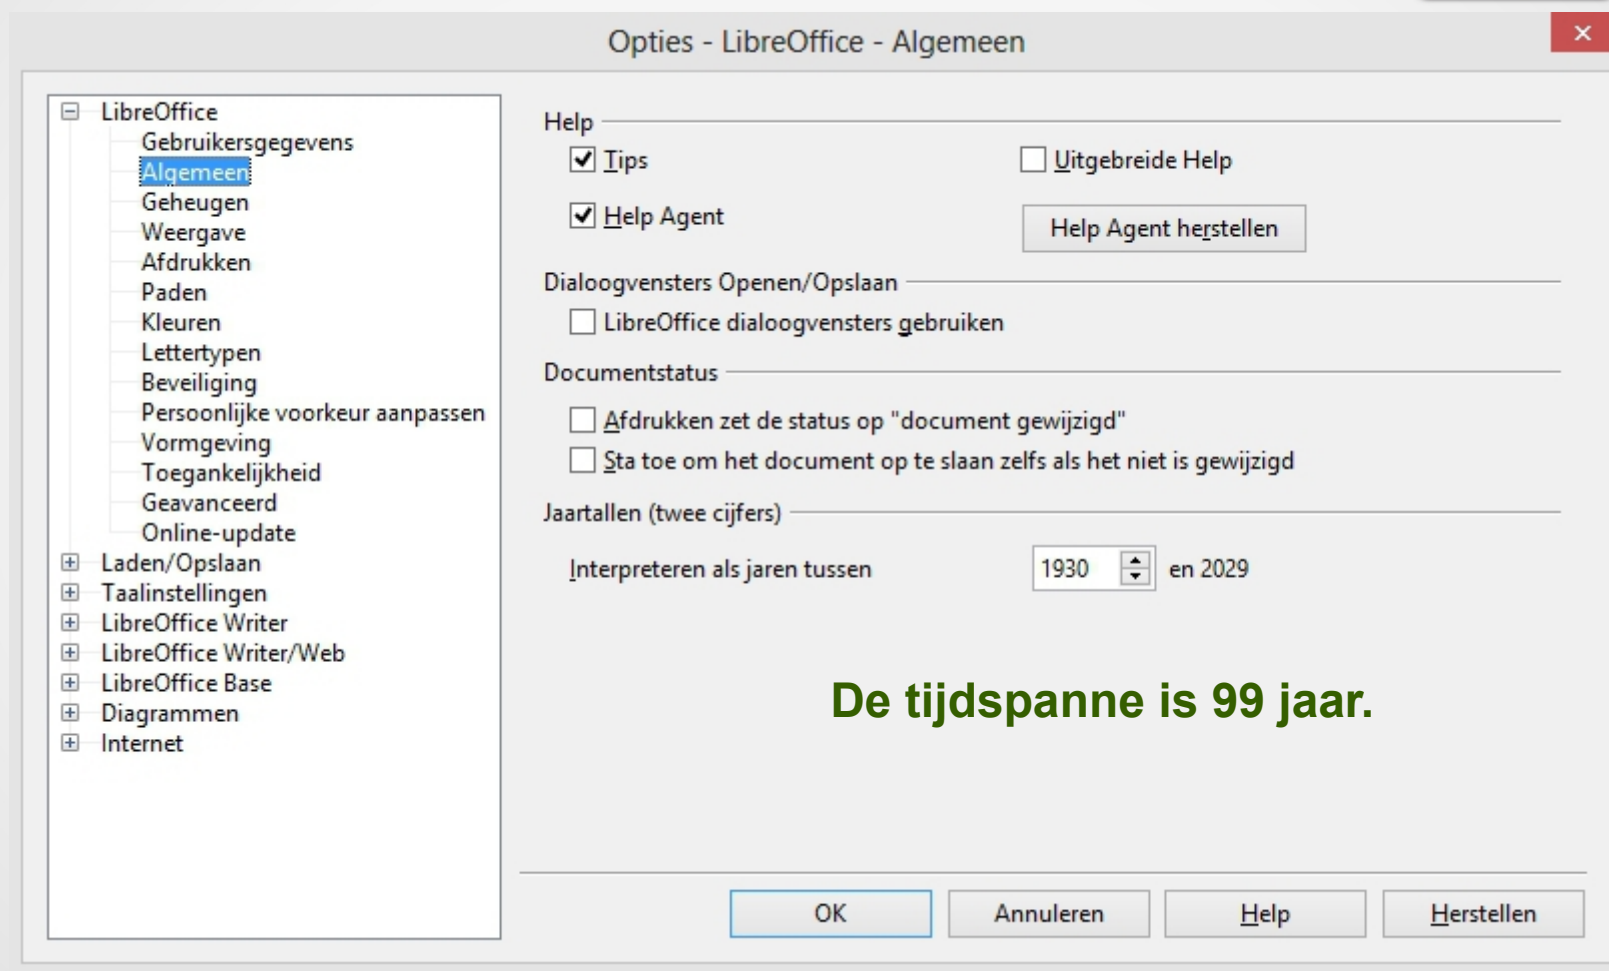 Opties - LibreOffice - Algemeen
LibreOffice
Gebruikersgegevens
Algemeen
Geheugen
Weergave
Afdrukken
Paden
Kleuren
Lettertypen
Beveiliging
Persoonlijke voorkeur aanpassen
Vormgeving
Toegankelijkheid
Geavanceerd
Online-update
Laden/Opslaan
Taalinstellingen
LibreOffice Writer
LibreOffice Writer/Web
LibreOffice Base
Diagrammen
Internet
Help
Tips
Uitgebreide Help
Help Agent
Help Agent herstellen
Dialoogvensters Openen/Opslaan
LibreOffice dialoogvensters gebruiken
Documentstatus
Afdrukken zet de status op "document gewijzigd"
Sta toe om het document op te slaan zelfs als het niet is gewijzigd
Jaartallen (twee cijfers)
Interpreteren als jaren tussen 1930 en 2029
De tijdspanne is 99 jaar.
OK Annuleren Help Herstellen